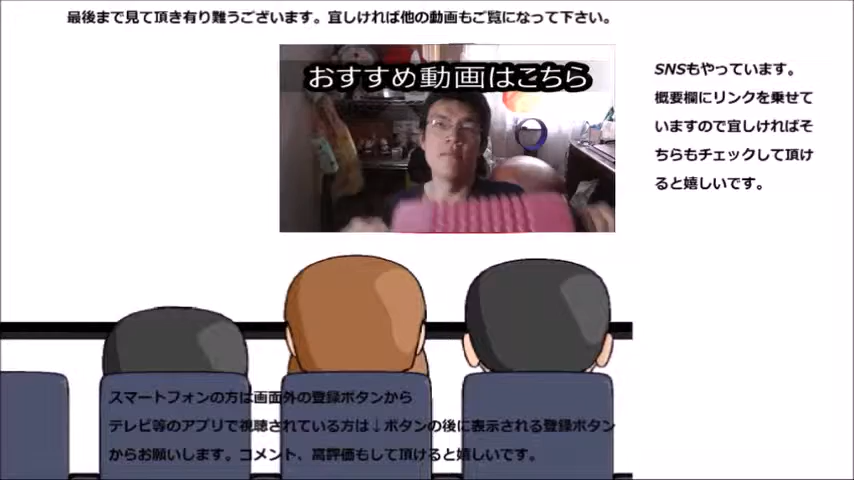 最後まで見て頂き有り難うございます。宜しければ他の動画もご覧になって下さい。
おすすめ動画はこちら
SNSもやっています。
概要欄にリンクを乗せて
いますので宜しければそ
ちらもチェックして頂け
ると嬉しいです。
スマートフォンの方は画面外の登録ボタンから
テレビ等のアプリで視聴されている方は↓ボタンの後に表示される登録ボタン
からお願いします。コメント、高評価もして頂けると嬉しいです。